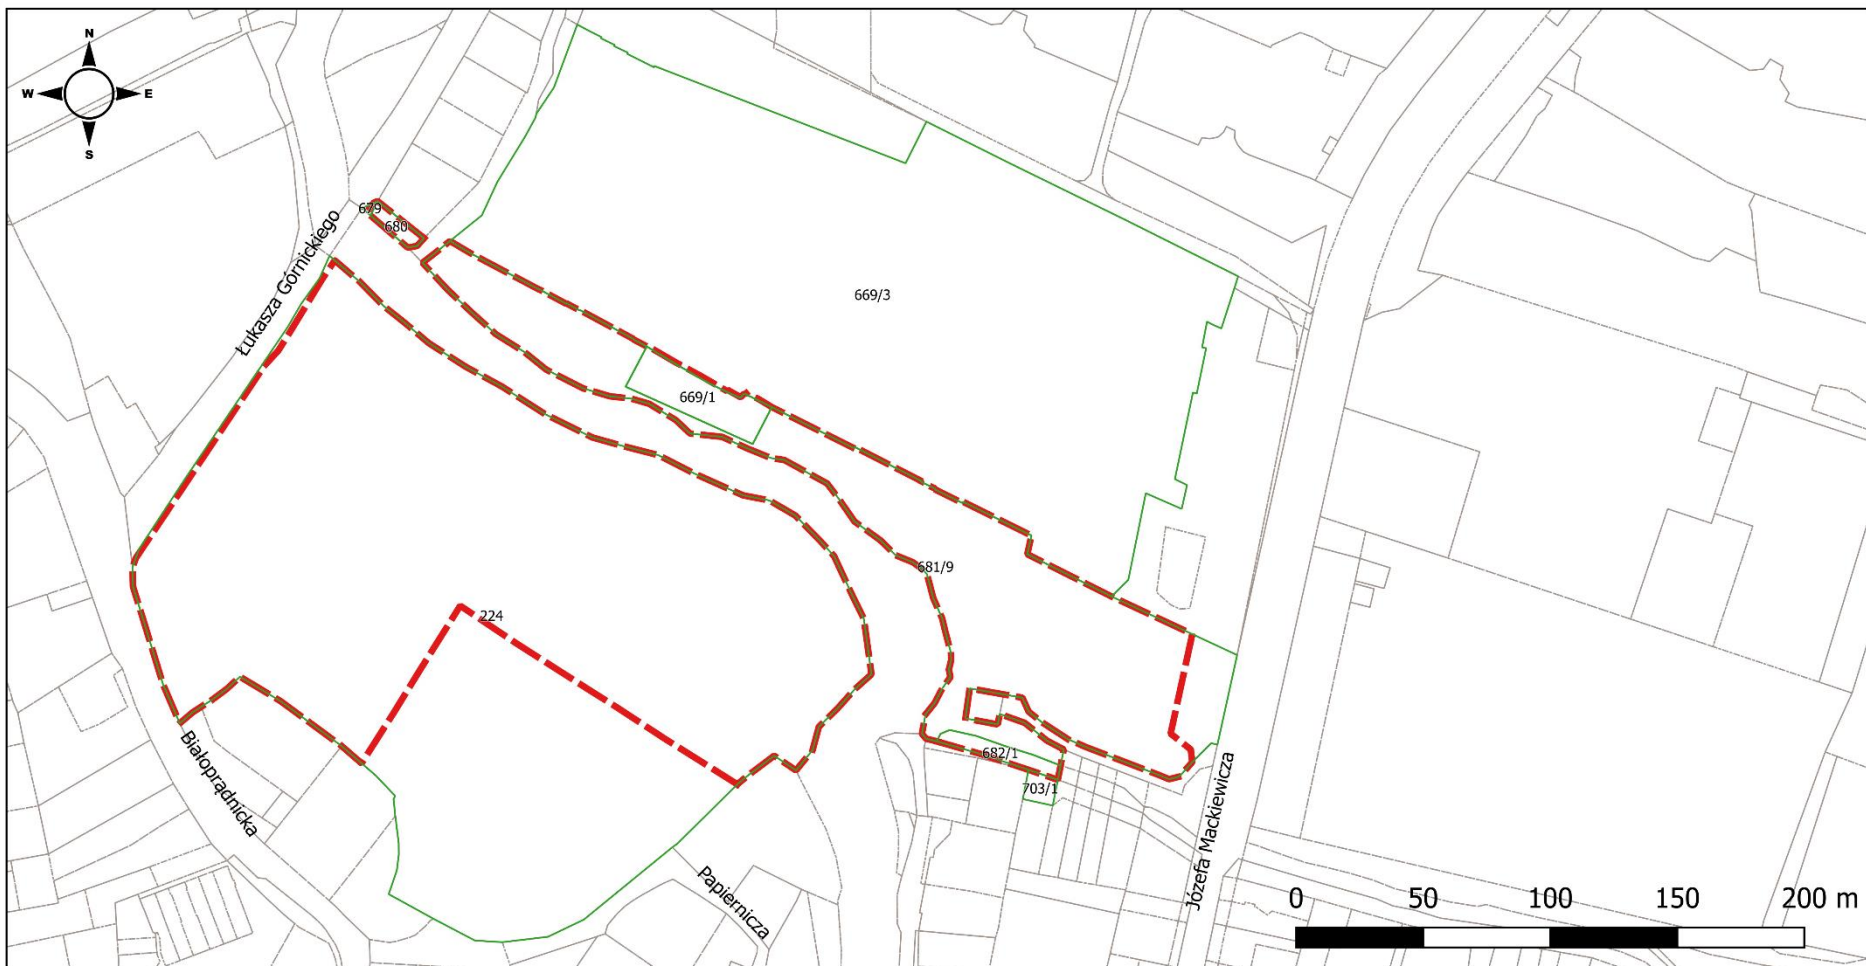 N
W E
S
679
680
Łukasza Górnickiego
669/3
669/1
681/9
224
682/1
703/1
Białoprądnicka
Papiernicza
Józefa Mackiewicza
0 50 100 150 200 m